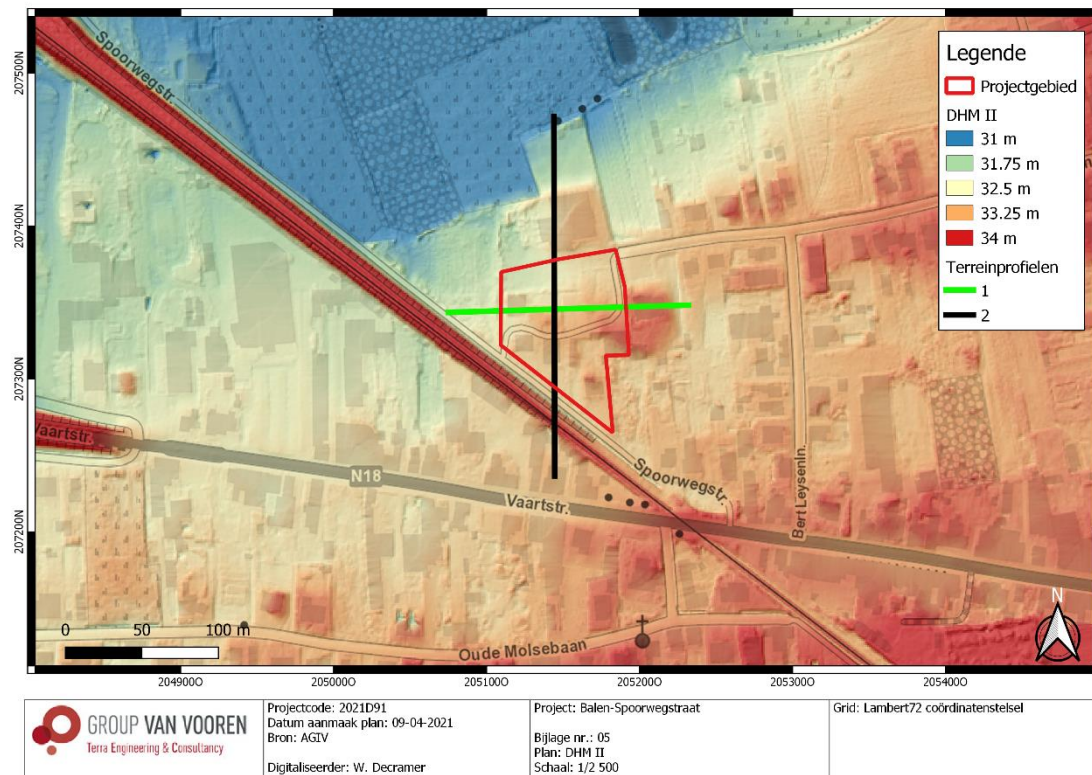 Legende
Projectgebied
DHM II
31 m
31.75 m
32.5 m
33.25 m
34 m
Terreinprofielen
1
2
207500N
207400N
207300N
207200N
Spoorwegstr.
Vaartstr.
N18
Vaartstr.
Spoorwegstr.
Bert Leysenln.
Oude Molsebaan
0 50 100 m
N
204900O 205000O 205100O 205200O 205300O 205400O
GROUP VAN VOOREN
Terra Engineering & Consultancy
Projectcode: 2021D91
Datum aanmaak plan: 09-04-2021
Bron: AGIV
Digitaliseerder: W. Decramer
Project: Balen-Spoorwegstraat
Bijlage nr.: 05
Plan: DHM II
Schaal: 1/2 500
Grid: Lambert72 coördinatenstelsel